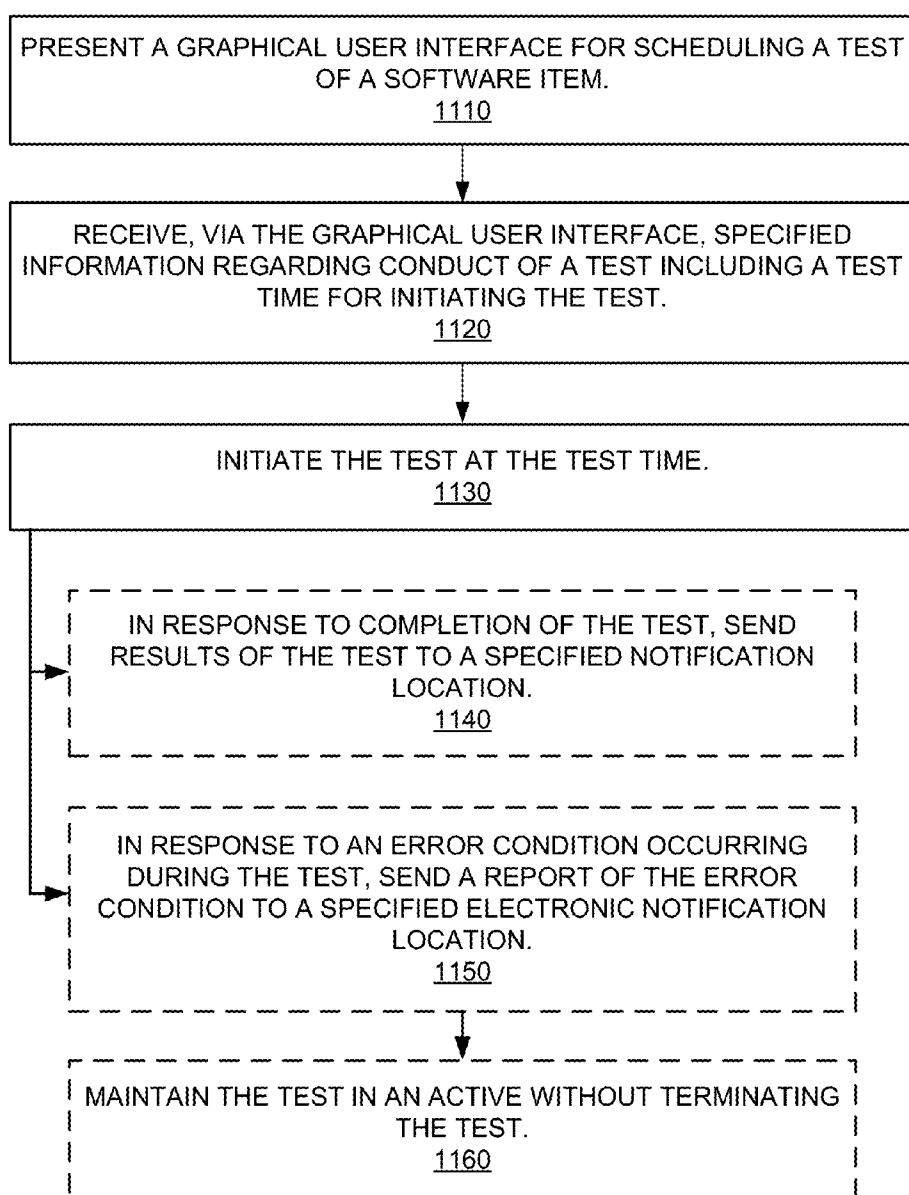 PRESENT A GRAPHICAL USER INTERFACE FOR SCHEDULING A TEST
OF A SOFTWARE ITEM.
1110
RECEIVE, VIA THE GRAPHICAL USER INTERFACE, SPECIFIED
INFORMATION REGARDING CONDUCT OF A TEST INCLUDING A TEST
TIME FOR INITIATING THE TEST.
1120
INITIATE THE TEST AT THE TEST TIME.
1130
IN RESPONSE TO COMPLETION OF THE TEST, SEND
RESULTS OF THE TEST TO A SPECIFIED NOTIFICATION
LOCATION.
1140
IN RESPONSE TO AN ERROR CONDITION OCCURRING
DURING THE TEST, SEND A REPORT OF THE ERROR
CONDITION TO A SPECIFIED ELECTRONIC NOTIFICATION
LOCATION.
1150
MAINTAIN THE TEST IN AN ACTIVE WITHOUT TERMINATING
THE TEST.
1160